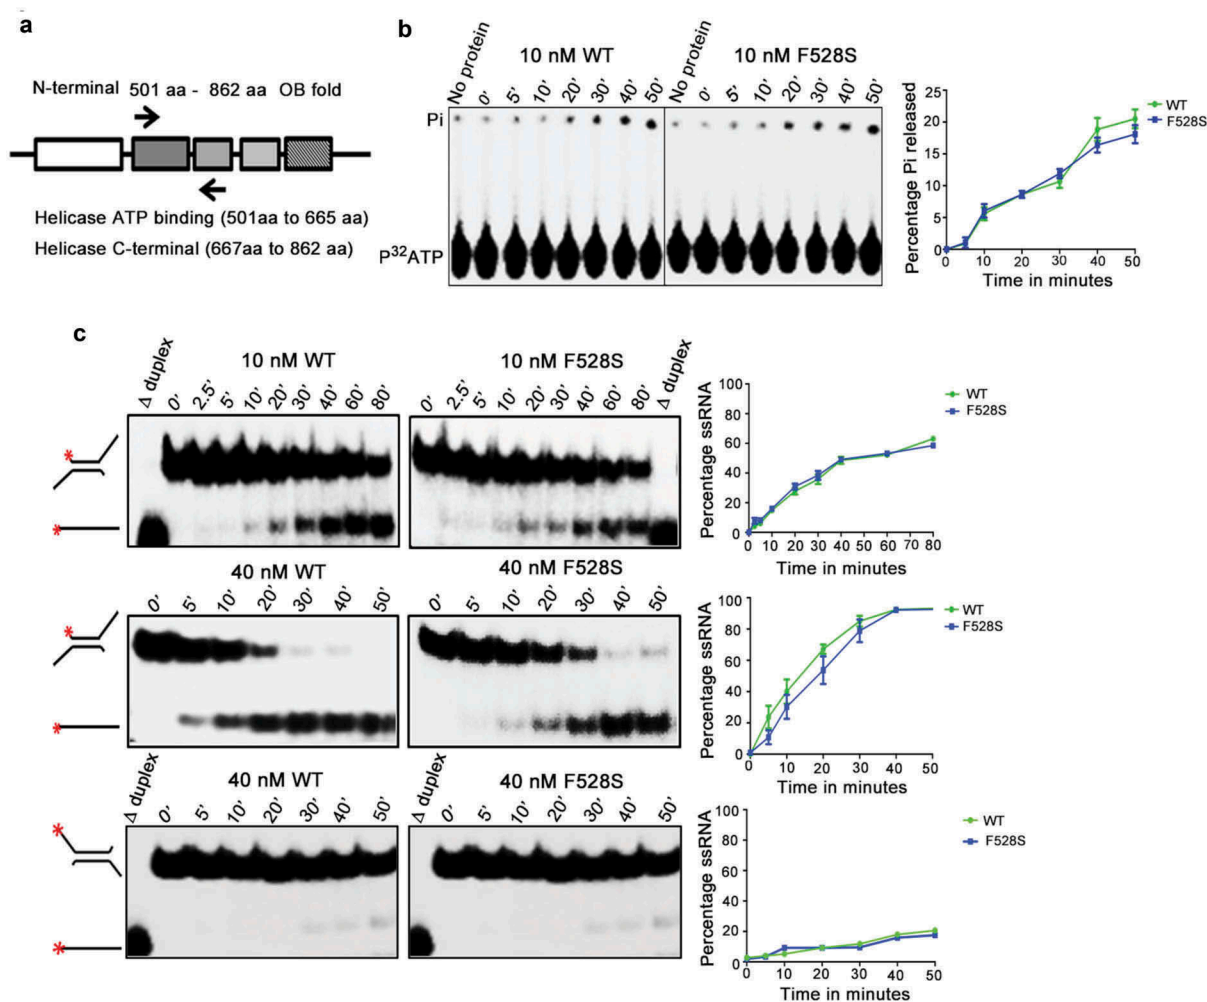 a
N-terminal 501 aa - 862 aa OB fold
Helicase ATP binding (501aa to 665 aa)
Helicase C-terminal (667aa to 862 aa)
b
10 nM WT 10 nM F528S
No protein 0' 5' 10' 20' 30' 40' 50' No protein 0' 5' 10' 20' 30' 40' 50'
Pi
P32ATP
Percentage Pi released
25
20
15
10
5
0
0 10 20 30 40 50
Time in minutes
WT
F528S
c
10 nM WT 10 nM F528S
Δ duplex 0' 2.5' 5' 10' 20' 30' 40' 60' 80' 0' 2.5' 5' 10' 20' 30' 40' 60' 80' Δ duplex
*
*
Percentage ssRNA
100
80
60
40
20
0
0 10 20 30 40 50 60 70 80
Time in minutes
WT
F528S
40 nM WT 40 nM F528S
0' 5' 10' 20' 30' 40' 50' 0' 5' 10' 20' 30' 40' 50'
*
*
Percentage ssRNA
100
80
60
40
20
0
0 10 20 30 40 50
Time in minutes
WT
F528S
40 nM WT 40 nM F528S
Δ duplex 0' 5' 10' 20' 30' 40' 50' Δ duplex 0' 5' 10' 20' 30' 40' 50'
*
*
Percentage ssRNA
100
80
60
40
20
0
0 10 20 30 40 50
Time in minutes
WT
F528S